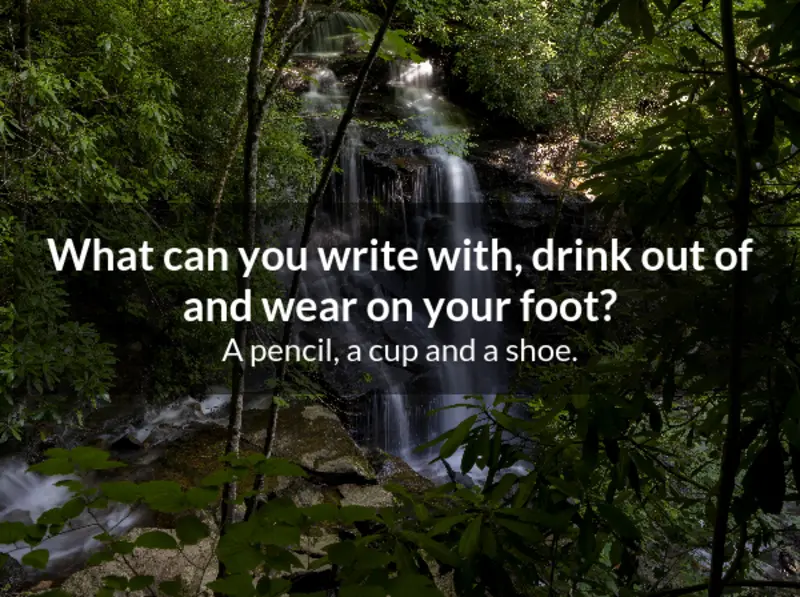 What can you write with, drink out of
and wear on your foot?
A pencil, a cup and a shoe.